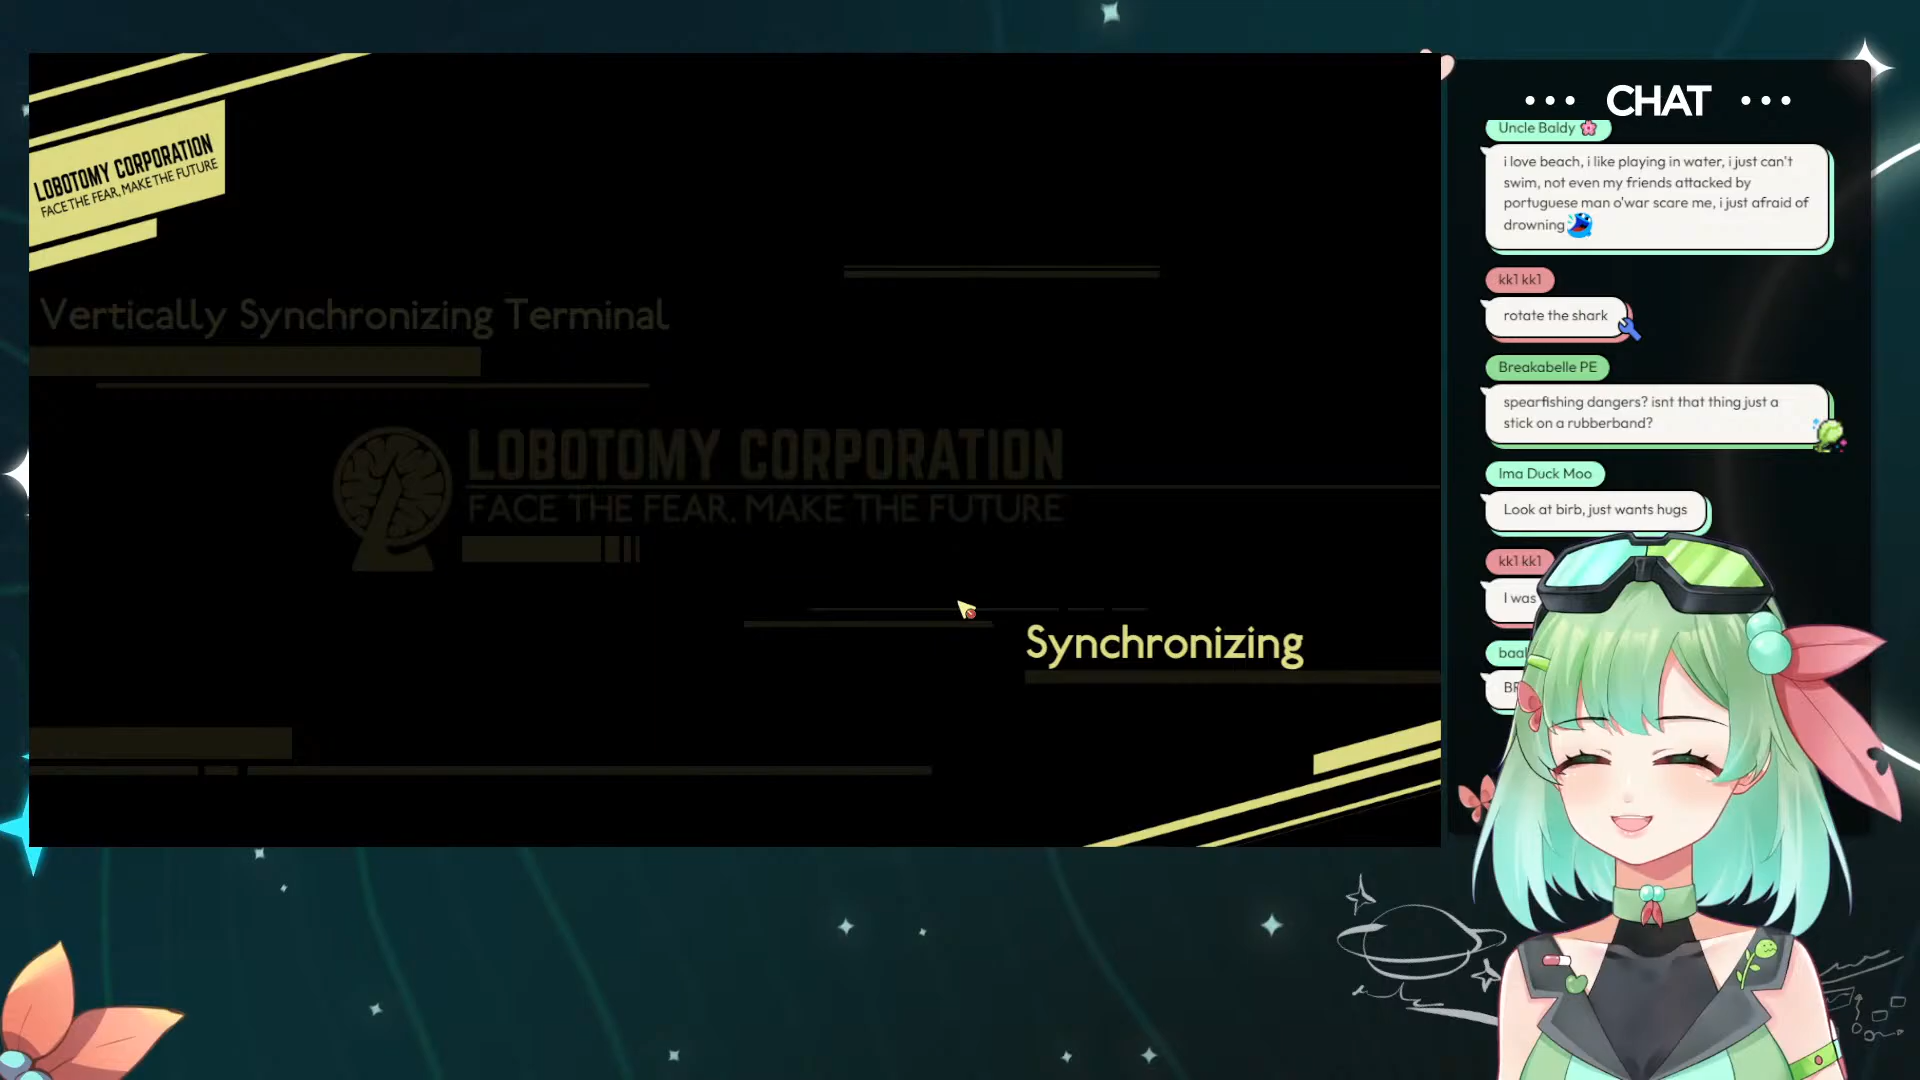 LOBOTOMY CORPORATION
FACE THE FEAR, MAKE THE FUTURE
Vertically Synchronizing Terminal
LOBOTOMY CORPORATION
FACE THE FEAR, MAKE THE FUTURE
Synchronizing
CHAT
Uncle Baldy
i love beach, i like playing in water, i just can't
swim, not even my friends attacked by
portuguese man o'war scare me, i just afraid of
drowning
kk1 kk1
rotate the shark
Breakabelle PE
spearfishing dangers? isnt that thing just a
stick on a rubberband?
Ima Duck Moo
Look at birb, just wants hugs
kk1 kk1
I was